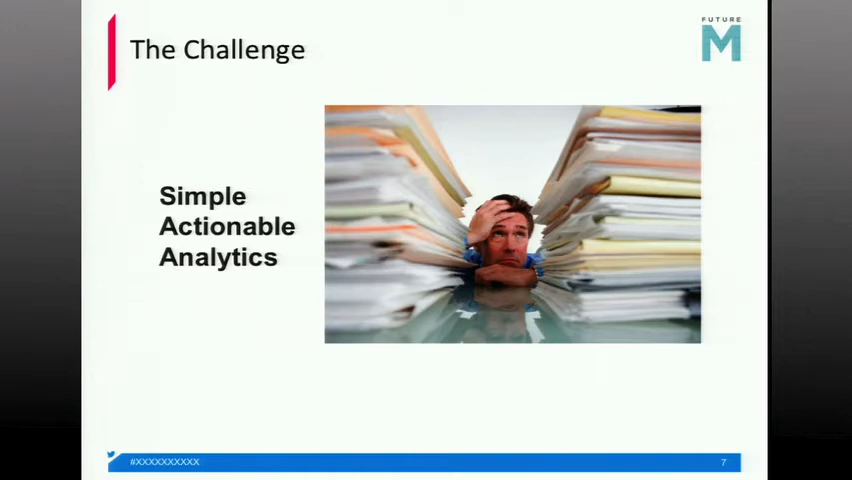 The Challenge
FUTURE
M
Simple
Actionable
Analytics
#XXXXXXXXXX
7